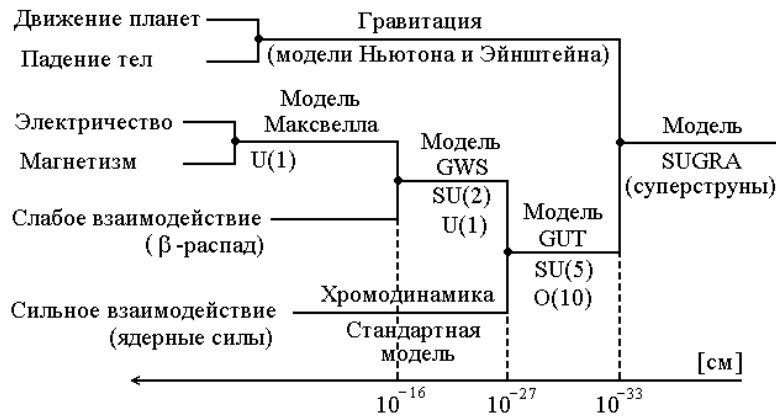 Движение планет
Падение тел
Гравитация
(модели Ньютона и Эйнштейна)
Электричество
Магнетизм
Модель
Максвелла
U(1)
Модель
GWS
SU(2)
U(1)
Модель
SUGRA
(суперструны)
Слабое взаимодействие
(β-распад)
Модель
GUT
SU(5)
O(10)
Сильное взаимодействие
(ядерные силы)
Хромодинамика
Стандартная
модель
[см]
10⁻¹⁶
10⁻²⁷
10⁻³³